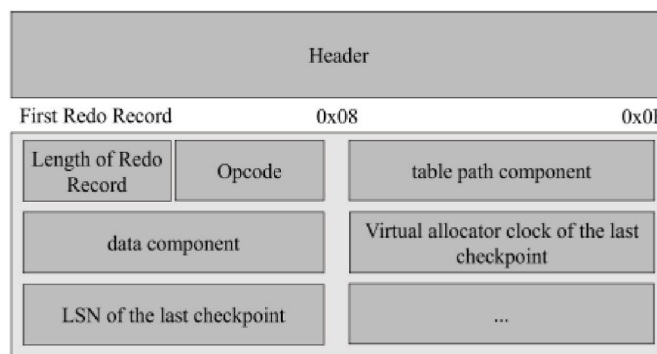 Header
First Redo Record 0x08
Length of Redo
Record
Opcode
table path component
data component
Virtual allocator clock of the last
checkpoint
LSN of the last checkpoint
...